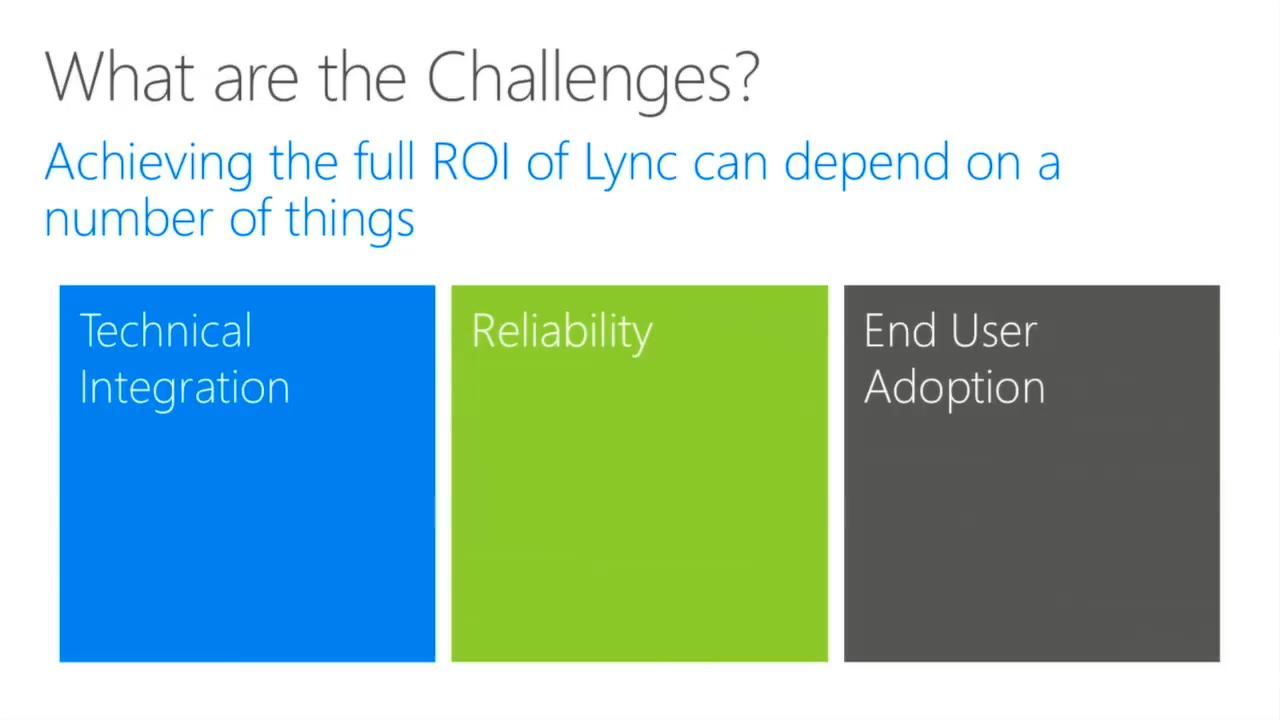 What are the Challenges?
Achieving the full ROI of Lync can depend on a
number of things
Technical
Integration
Reliability
End User
Adoption